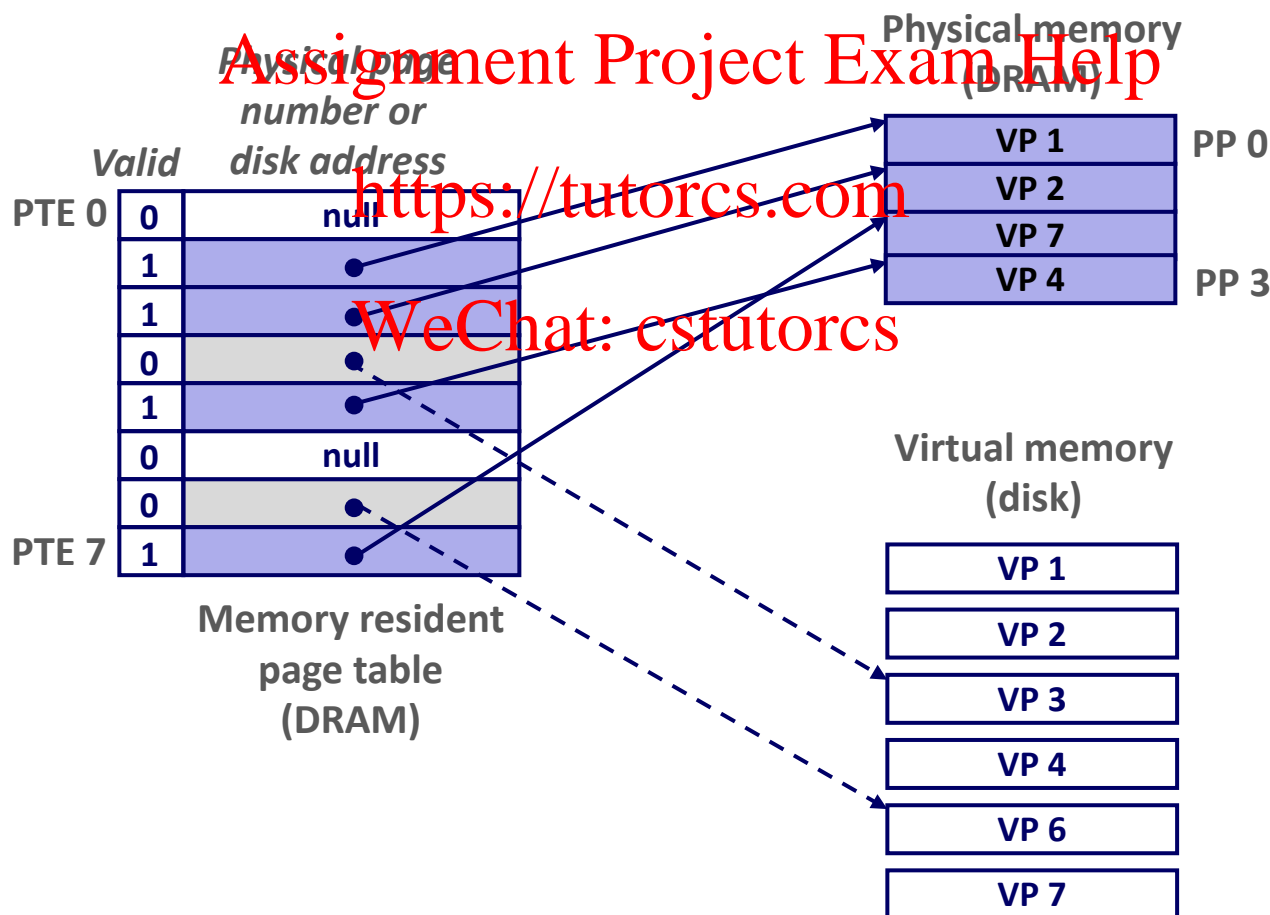 Assignment Project Exam Help
https://tutorcs.com
WeChat: cstutorcs
Physical page
number or
disk address
Valid
PTE 0
0 null
1
1
0
1
0 null
0
PTE 7 1
Memory resident
page table
(DRAM)
Physical memory
(DRAM)
VP 1 PP 0
VP 2
VP 7
VP 4 PP 3
Virtual memory
(disk)
VP 1
VP 2
VP 3
VP 4
VP 6
VP 7